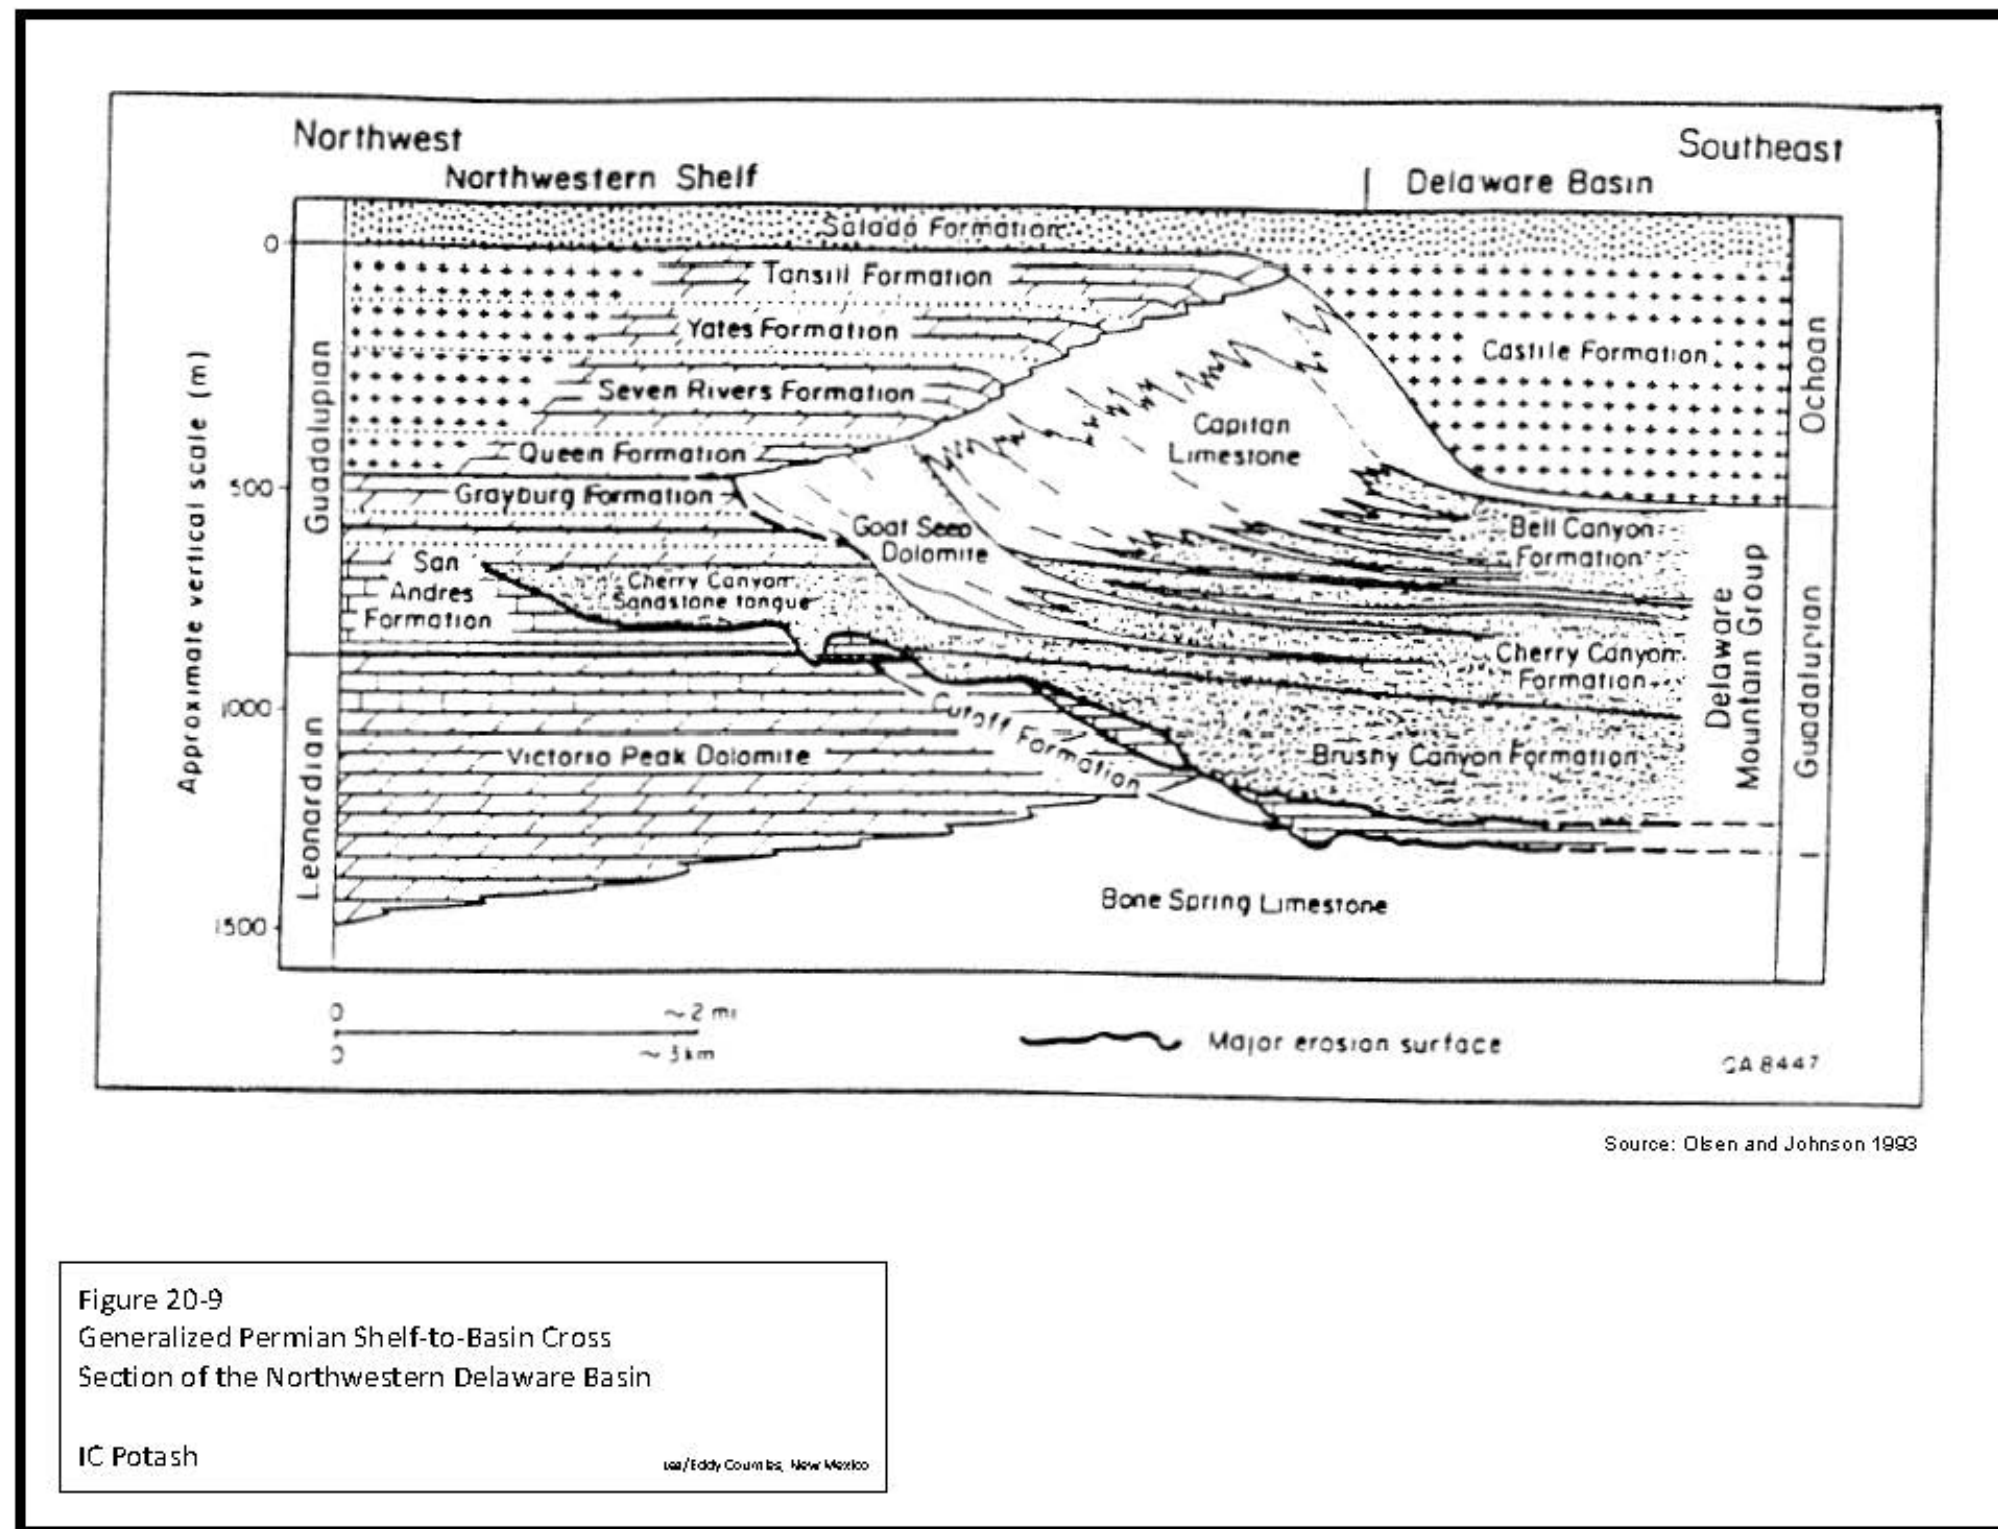 Northwest
Southeast
Northwestern Shelf
Delaware Basin
Salado Formation
0
Tansill Formation
Yates Formation
Castile Formation
Seven Rivers Formation
Capitan
Limestone
Queen Formation
500
Grayburg Formation
Goat Seep
Dolomite
Bell Canyon
Formation
San
Andres
Formation
Cherry Canyon
Sandstone tongue
Cherry Canyon
Formation
1000
Cutoff Formation
Victorio Peak Dolomite
Brushy Canyon Formation
Bone Spring Limestone
1500
Approximate vertical scale (m)
Guadalupian
Leonardian
Ochoan
Delaware
Mountain Group
Guadalupian
0 ~2 mi
0 ~3 km
Major erosion surface
Source: Olsen and Johnson 1993
Figure 20-9
Generalized Permian Shelf-to-Basin Cross
Section of the Northwestern Delaware Basin
IC Potash
Lea/Eddy Counties, New Mexico